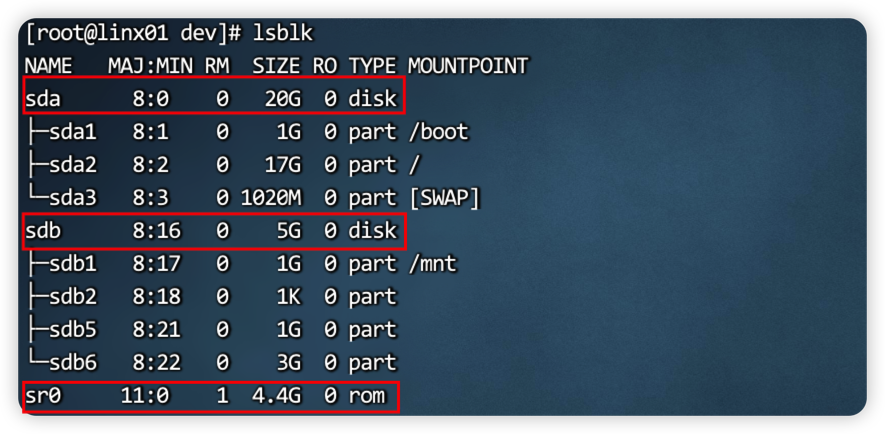 [root@linx01 dev]# lsblk
NAME   MAJ:MIN RM  SIZE RO TYPE MOUNTPOINT
sda      8:0    0   20G  0 disk
├─sda1   8:1    0    1G  0 part /boot
├─sda2   8:2    0   17G  0 part /
└─sda3   8:3    0 1020M  0 part [SWAP]
sdb      8:16   0    5G  0 disk
├─sdb1   8:17   0    1G  0 part /mnt
├─sdb2   8:18   0    1K  0 part
├─sdb5   8:21   0    1G  0 part
└─sdb6   8:22   0    3G  0 part
sr0     11:0    1  4.4G  0 rom